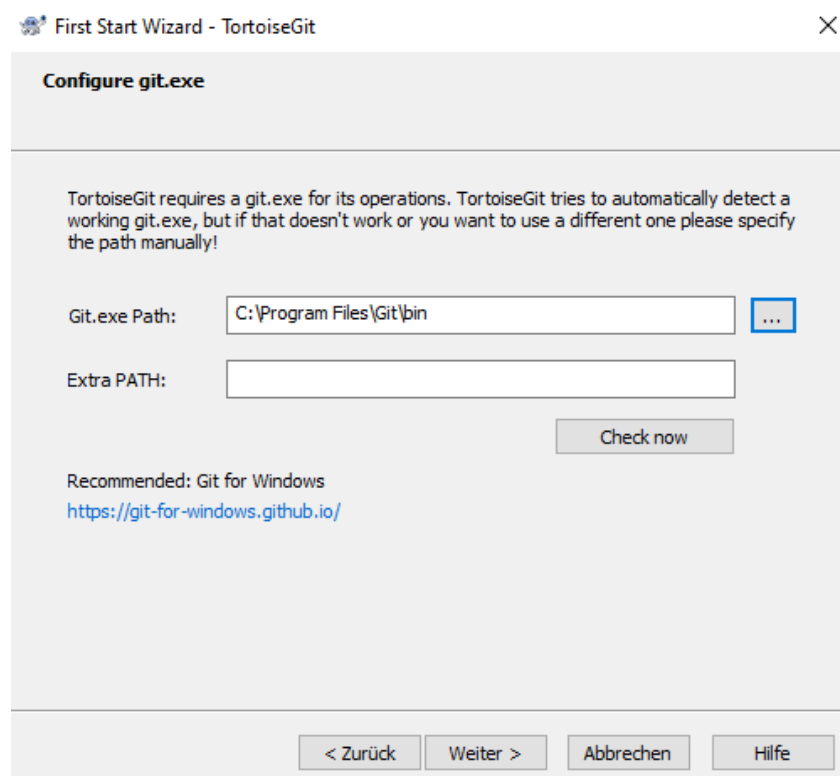 First Start Wizard - TortoiseGit
Configure git.exe
TortoiseGit requires a git.exe for its operations. TortoiseGit tries to automatically detect a
working git.exe, but if that doesn't work or you want to use a different one please specify
the path manually!
Git.exe Path: C:\Program Files\Git\bin ...
Extra PATH:
Check now
Recommended: Git for Windows
https://git-for-windows.github.io/
< Zurück Weiter > Abbrechen Hilfe